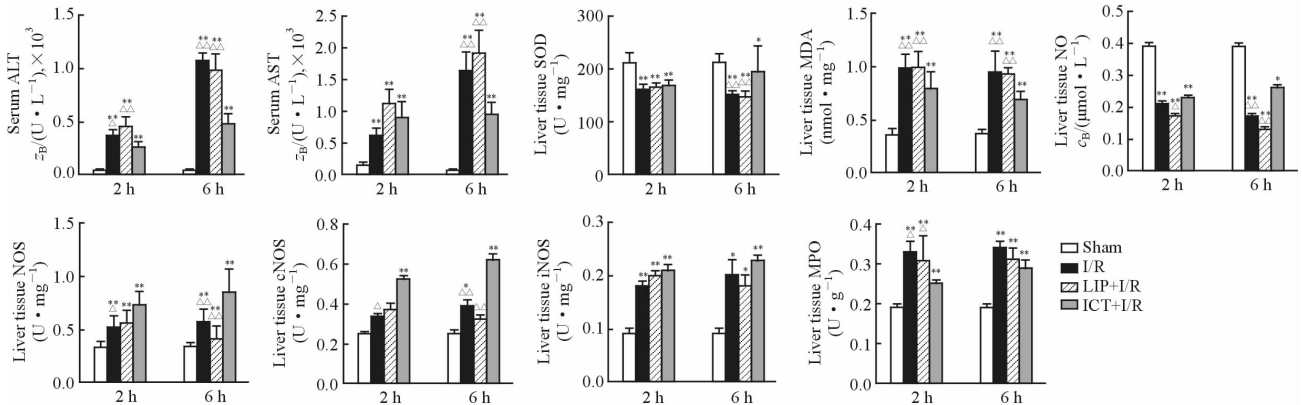 Serum ALT
z_B/(U · L⁻¹), × 10³
1.5
1.0
0.5
0.0
**
△
**
△△
**
**
△△
**
△△
**
2 h
6 h
Serum AST
z_B/(U · L⁻¹), × 10³
2.5
2.0
1.5
1.0
0.5
0.0
**
**
**
**
△△
**
△△
**
2 h
6 h
Liver tissue SOD
(U · mg⁻¹)
300
200
100
0
**
**
**
**
△△
**
△△
*
2 h
6 h
Liver tissue MDA
(nmol · mg⁻¹)
1.5
1.0
0.5
0.0
**
△△
**
△△
**
**
△△
**
△△
**
2 h
6 h
Liver tissue NO
c_B/(μmol · L⁻¹)
0.5
0.4
0.3
0.2
0.1
0.0
**
**
△△
**
**
△△
**
△△
*
2 h
6 h
Liver tissue NOS
(U · mg⁻¹)
1.5
1.0
0.5
0.0
**
△
**
**
**
△△
**
△△
**
2 h
6 h
Liver tissue cNOS
(U · mg⁻¹)
0.8
0.6
0.4
0.2
0.0
△
**
*
△△
△△
**
2 h
6 h
Liver tissue iNOS
(U · mg⁻¹)
0.3
0.2
0.1
0
**
**
**
*
*
**
2 h
6 h
Liver tissue MPO
(U · g⁻¹)
0.4
0.3
0.2
0.1
0.0
**
△
**
△
**
**
**
**
2 h
6 h
Sham
I/R
LIP+I/R
ICT+I/R